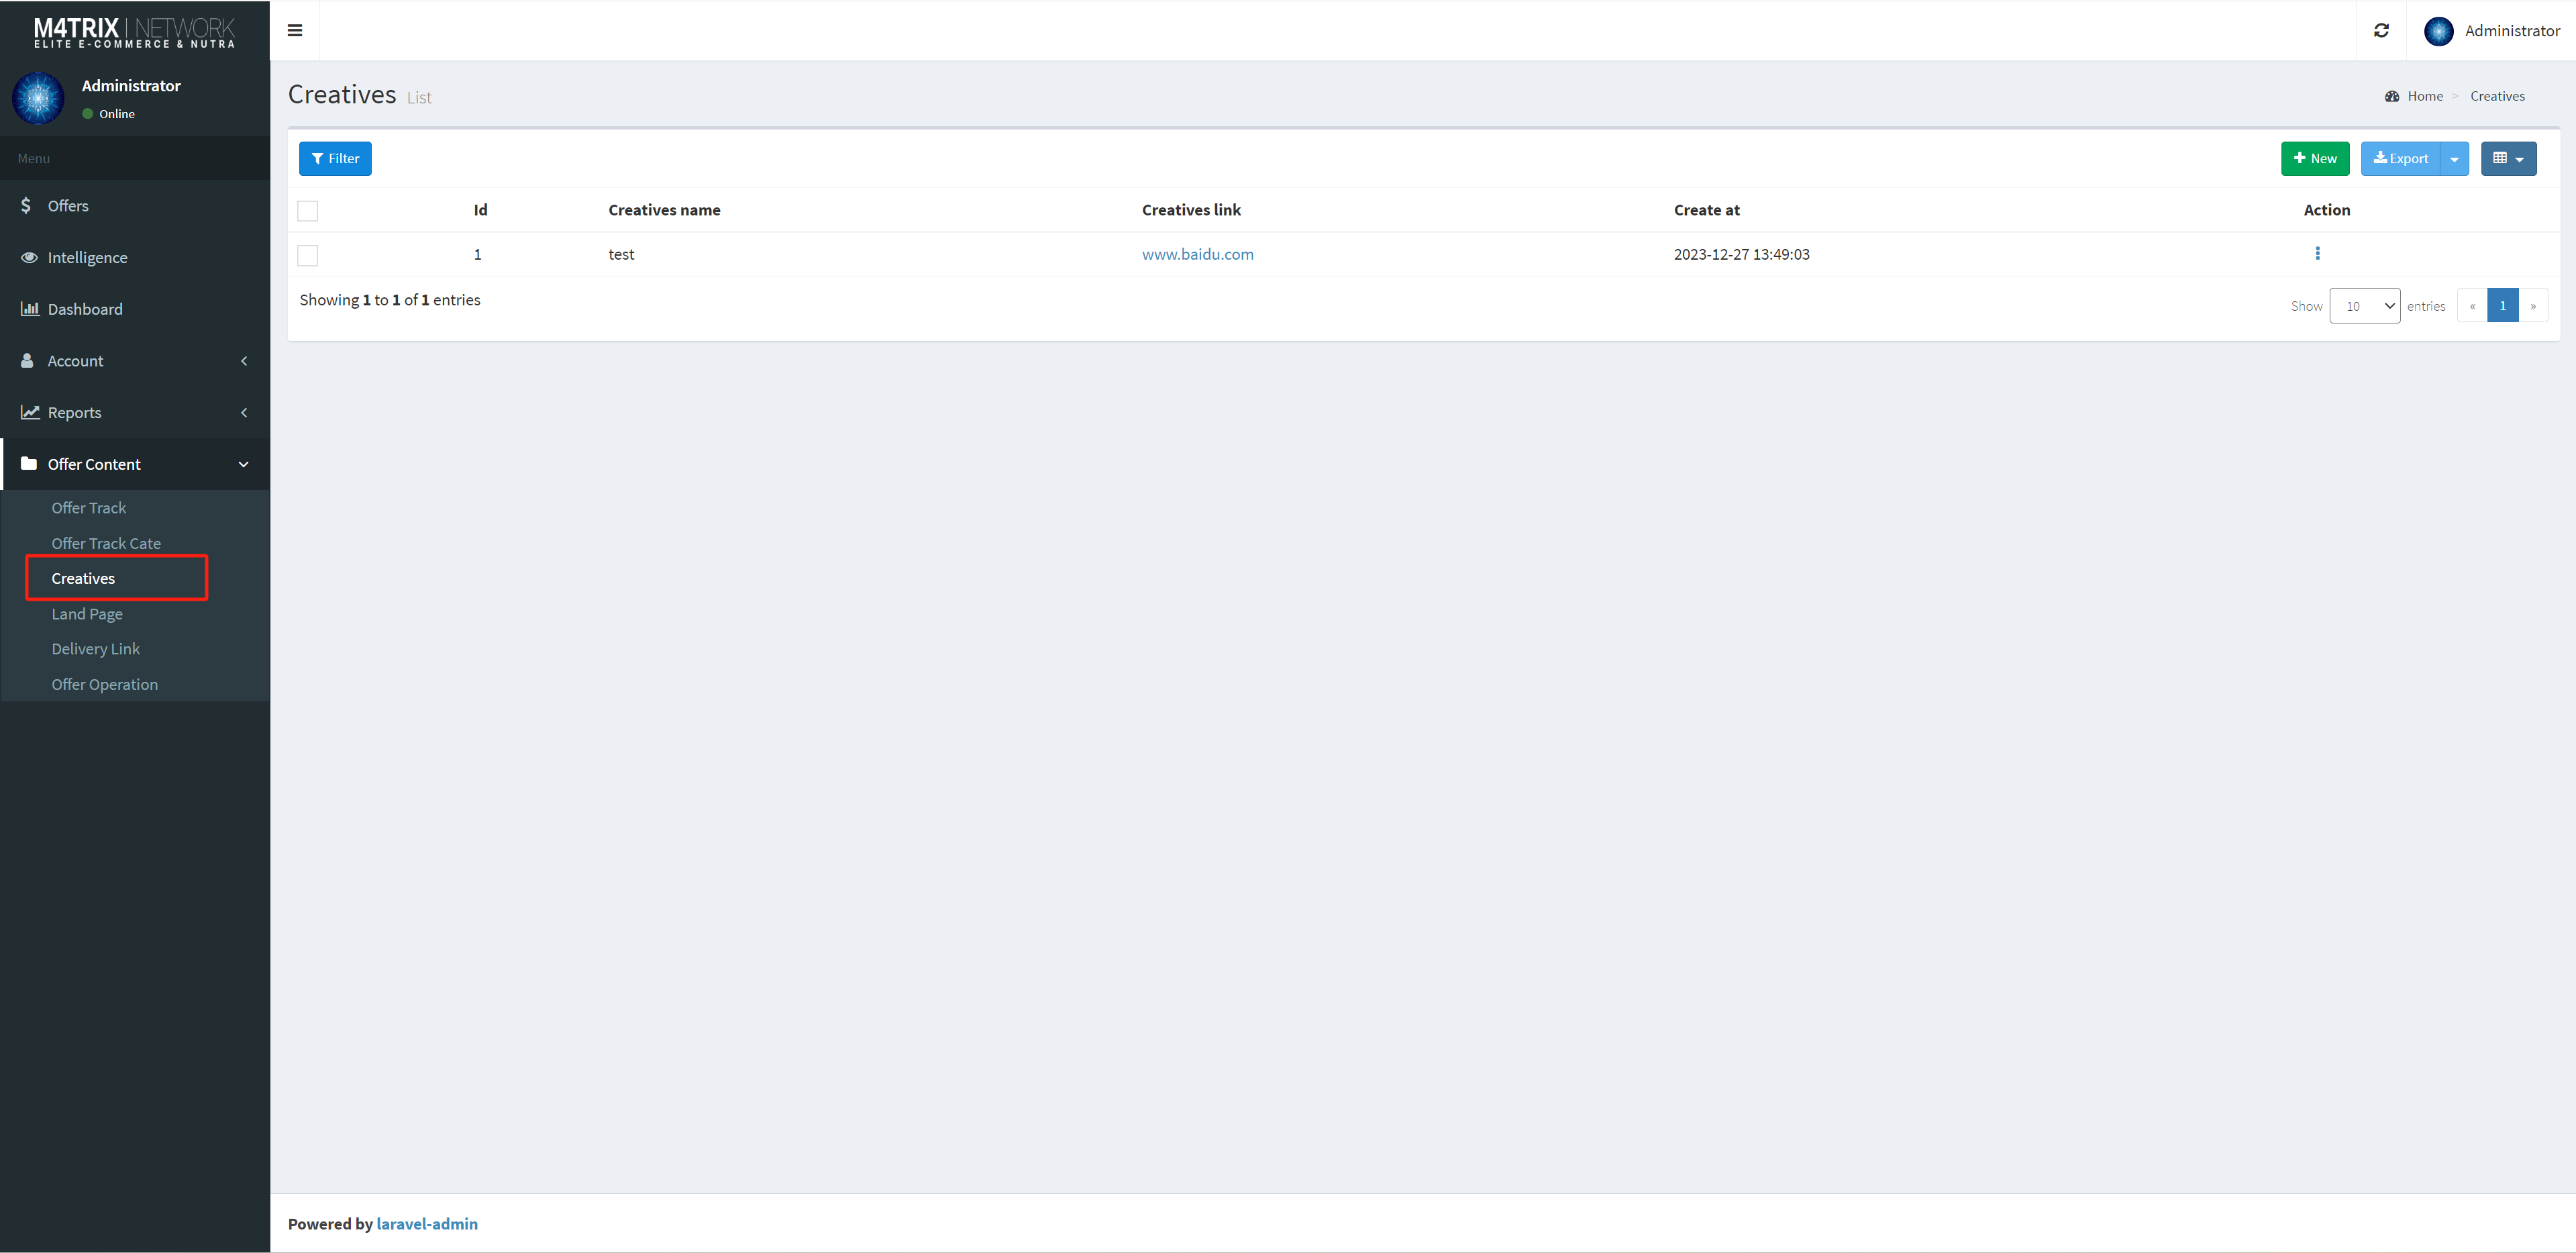 M4TRIX | NETWORK
ELITE E-COMMERCE & NUTRA
Administrator
Online
Menu
Offers
Intelligence
Dashboard
Account
Reports
Offer Content
Offer Track
Offer Track Cate
Creatives
Land Page
Delivery Link
Offer Operation
Administrator
Creatives List
Home > Creatives
Filter
New Export
Id Creatives name Creatives link Create at Action
1 test www.baidu.com 2023-12-27 13:49:03
Showing 1 to 1 of 1 entries
Show 10 entries « 1 »
Powered by laravel-admin